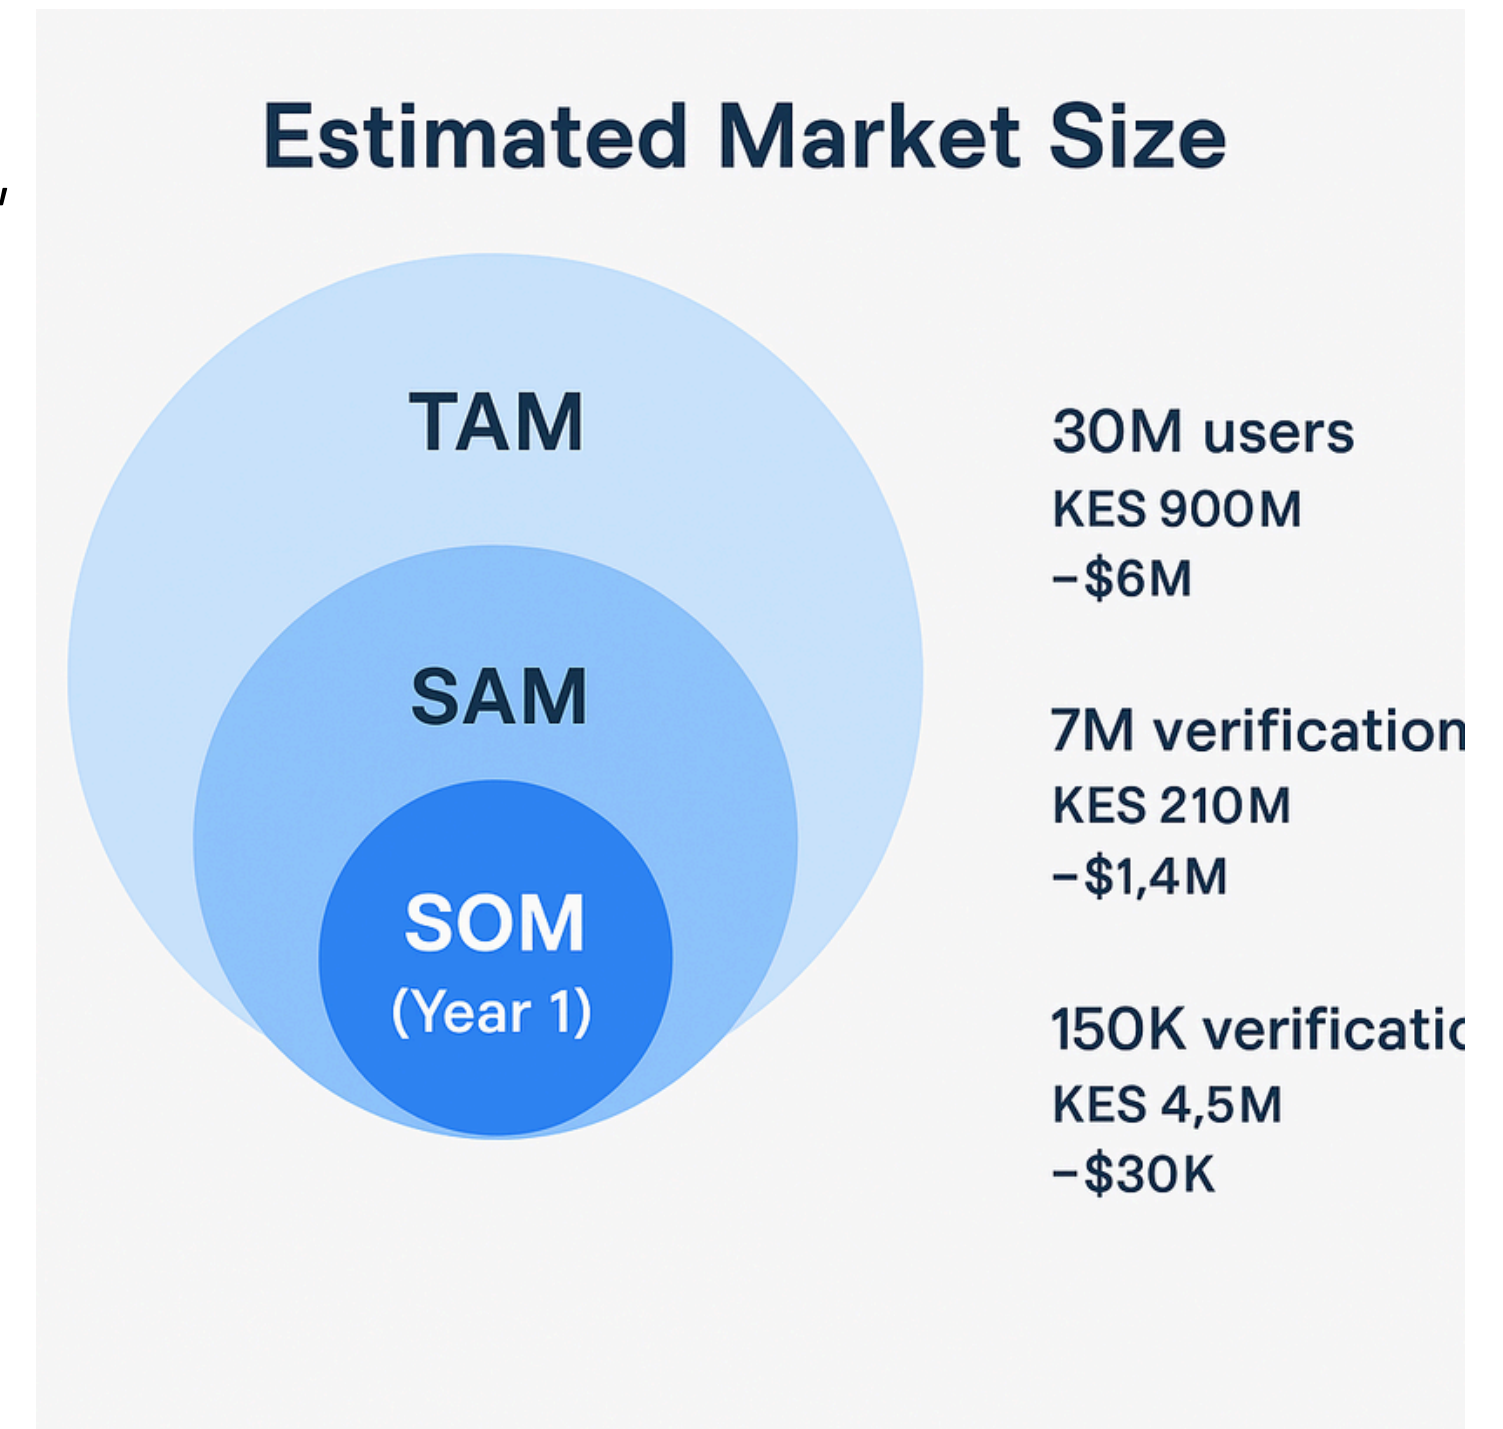 Estimated Market Size
TAM
30M users
KES 900M
–$6M
SAM
7M verification
KES 210M
–$1,4M
SOM
(Year 1)
150K verificatio
KES 4,5M
–$30K